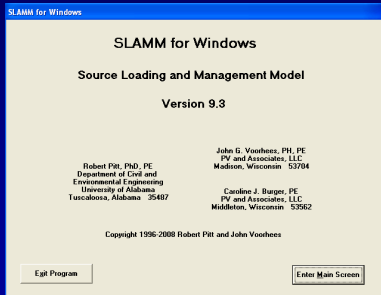 SLAMM for Windows
SLAMM for Windows
Source Loading and Management Model
Version 9.3
Robert Pitt, PhD, PE
Department of Civil and
Environmental Engineering
University of Alabama
Tuscaloosa, Alabama 35487
John G. Voorhees, PH, PE
PV and Associates, LLC
Madison, Wisconsin 53704
Caroline J. Burger, PE
PV and Associates, LLC
Middleton, Wisconsin 53562
Copyright 1996-2008 Robert Pitt and John Voorhees
Exit Program
Enter Main Screen